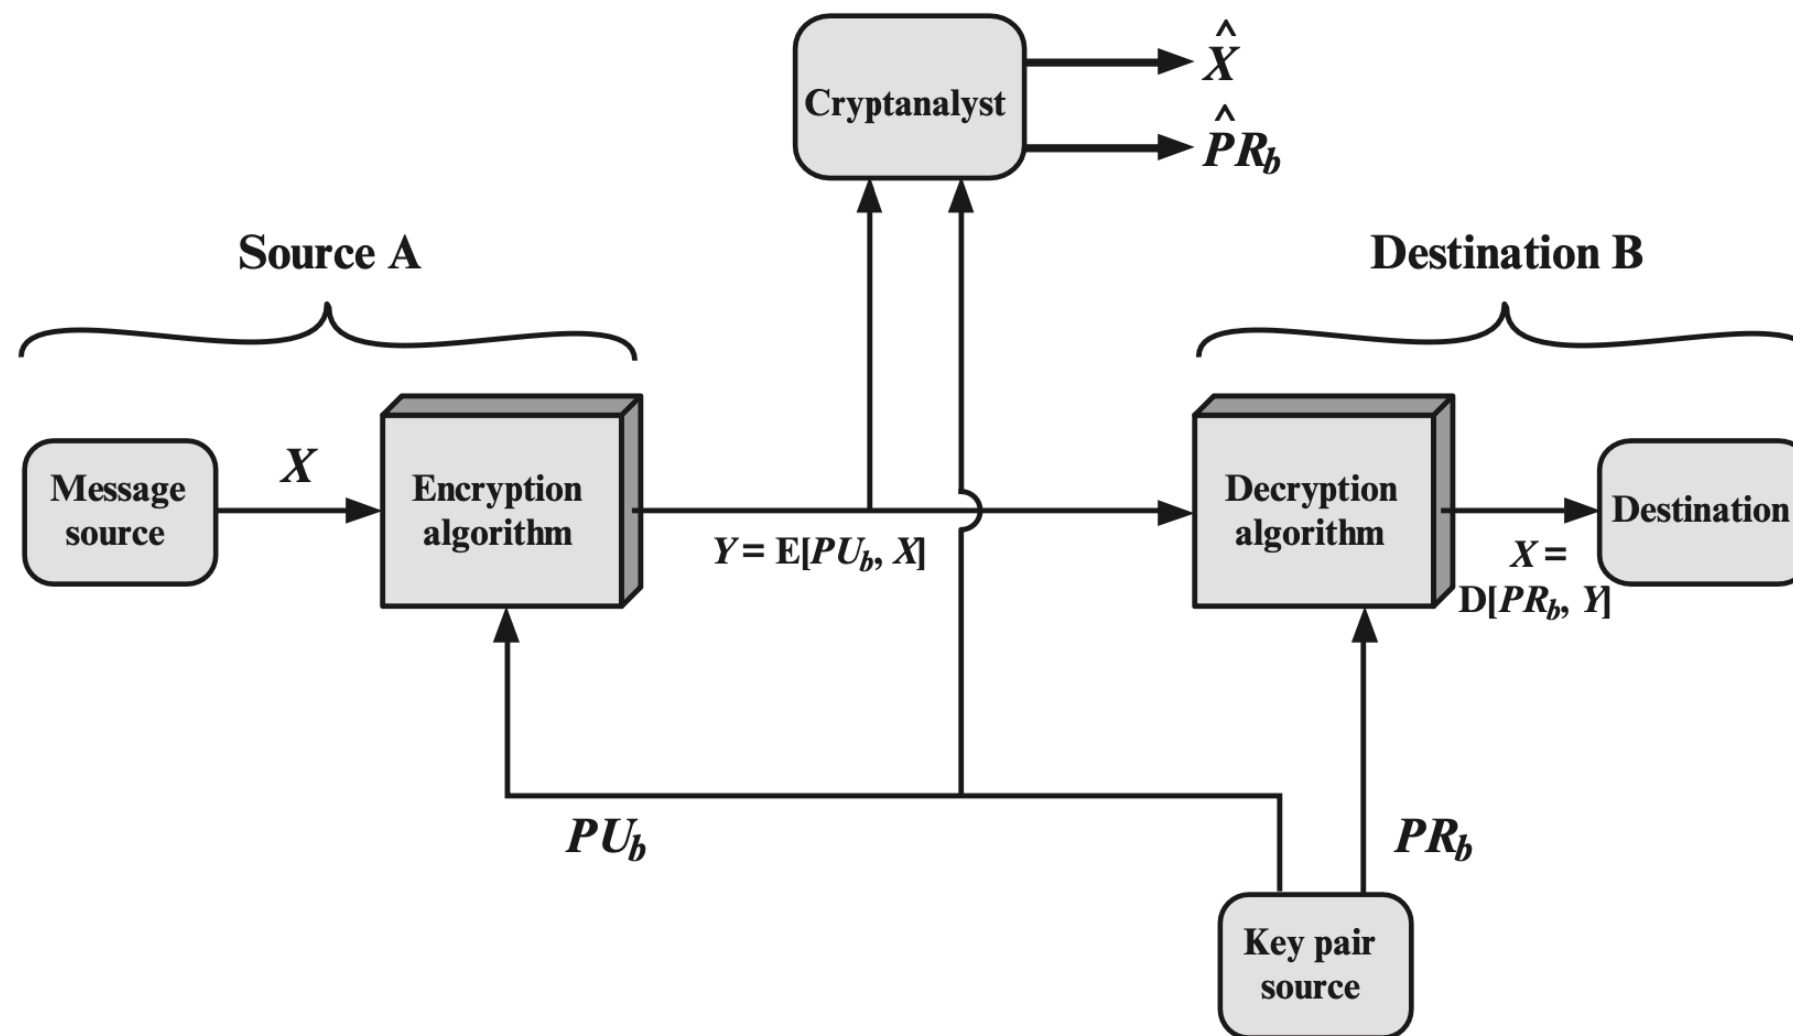 X̂
P̂R_b
Cryptanalyst
Source A
Destination B
Message
source
X
Encryption
algorithm
Y = E[PU_b, X]
Decryption
algorithm
X =
D[PR_b, Y]
Destination
PU_b
PR_b
Key pair
source